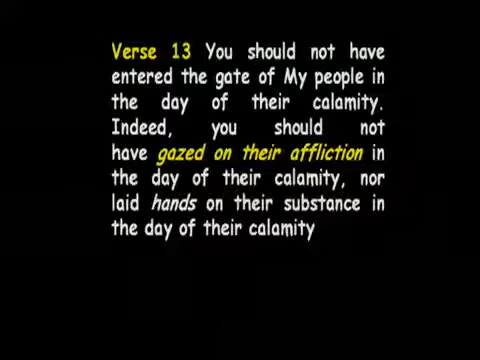 Verse 13 You should not have
entered the gate of My people in
the day of their calamity.
Indeed, you should not
have gazed on their affliction in
the day of their calamity, nor
laid hands on their substance in
the day of their calamity